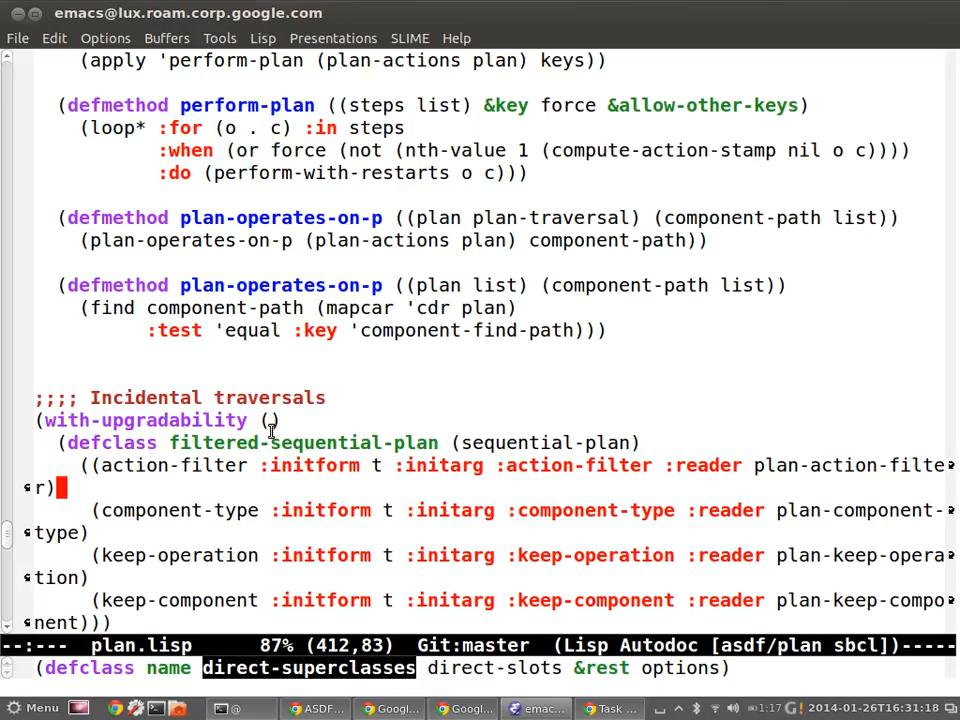 emacs@lux.roam.corp.google.com
File Edit Options Buffers Tools Lisp Presentations SLIME Help
(apply 'perform-plan (plan-actions plan) keys))
(defmethod perform-plan ((steps list) &key force &allow-other-keys)
(loop* :for (o . c) :in steps
:when (or force (not (nth-value 1 (compute-action-stamp nil o c))))
:do (perform-with-restarts o c)))
(defmethod plan-operates-on-p ((plan plan-traversal) (component-path list))
(plan-operates-on-p (plan-actions plan) component-path))
(defmethod plan-operates-on-p ((plan list) (component-path list))
(find component-path (mapcar 'cdr plan)
:test 'equal :key 'component-find-path)))
;;;; Incidental traversals
(with-upgradability ()
(defclass filtered-sequential-plan (sequential-plan)
((action-filter :initform t :initarg :action-filter :reader plan-action-filte
r)
(component-type :initform t :initarg :component-type :reader plan-component-
type)
(keep-operation :initform t :initarg :keep-operation :reader plan-keep-opera
tion)
(keep-component :initform t :initarg :keep-component :reader plan-keep-compo
nent)))
--:--- plan.lisp 87% (412,83) Git:master (Lisp Autodoc [asdf/plan sbcl])-----
(defclass name direct-superclasses direct-slots &rest options)
Menu @ ASDF... Google... Google... emac... Task ... 1:17 2014-01-26T16:31:18